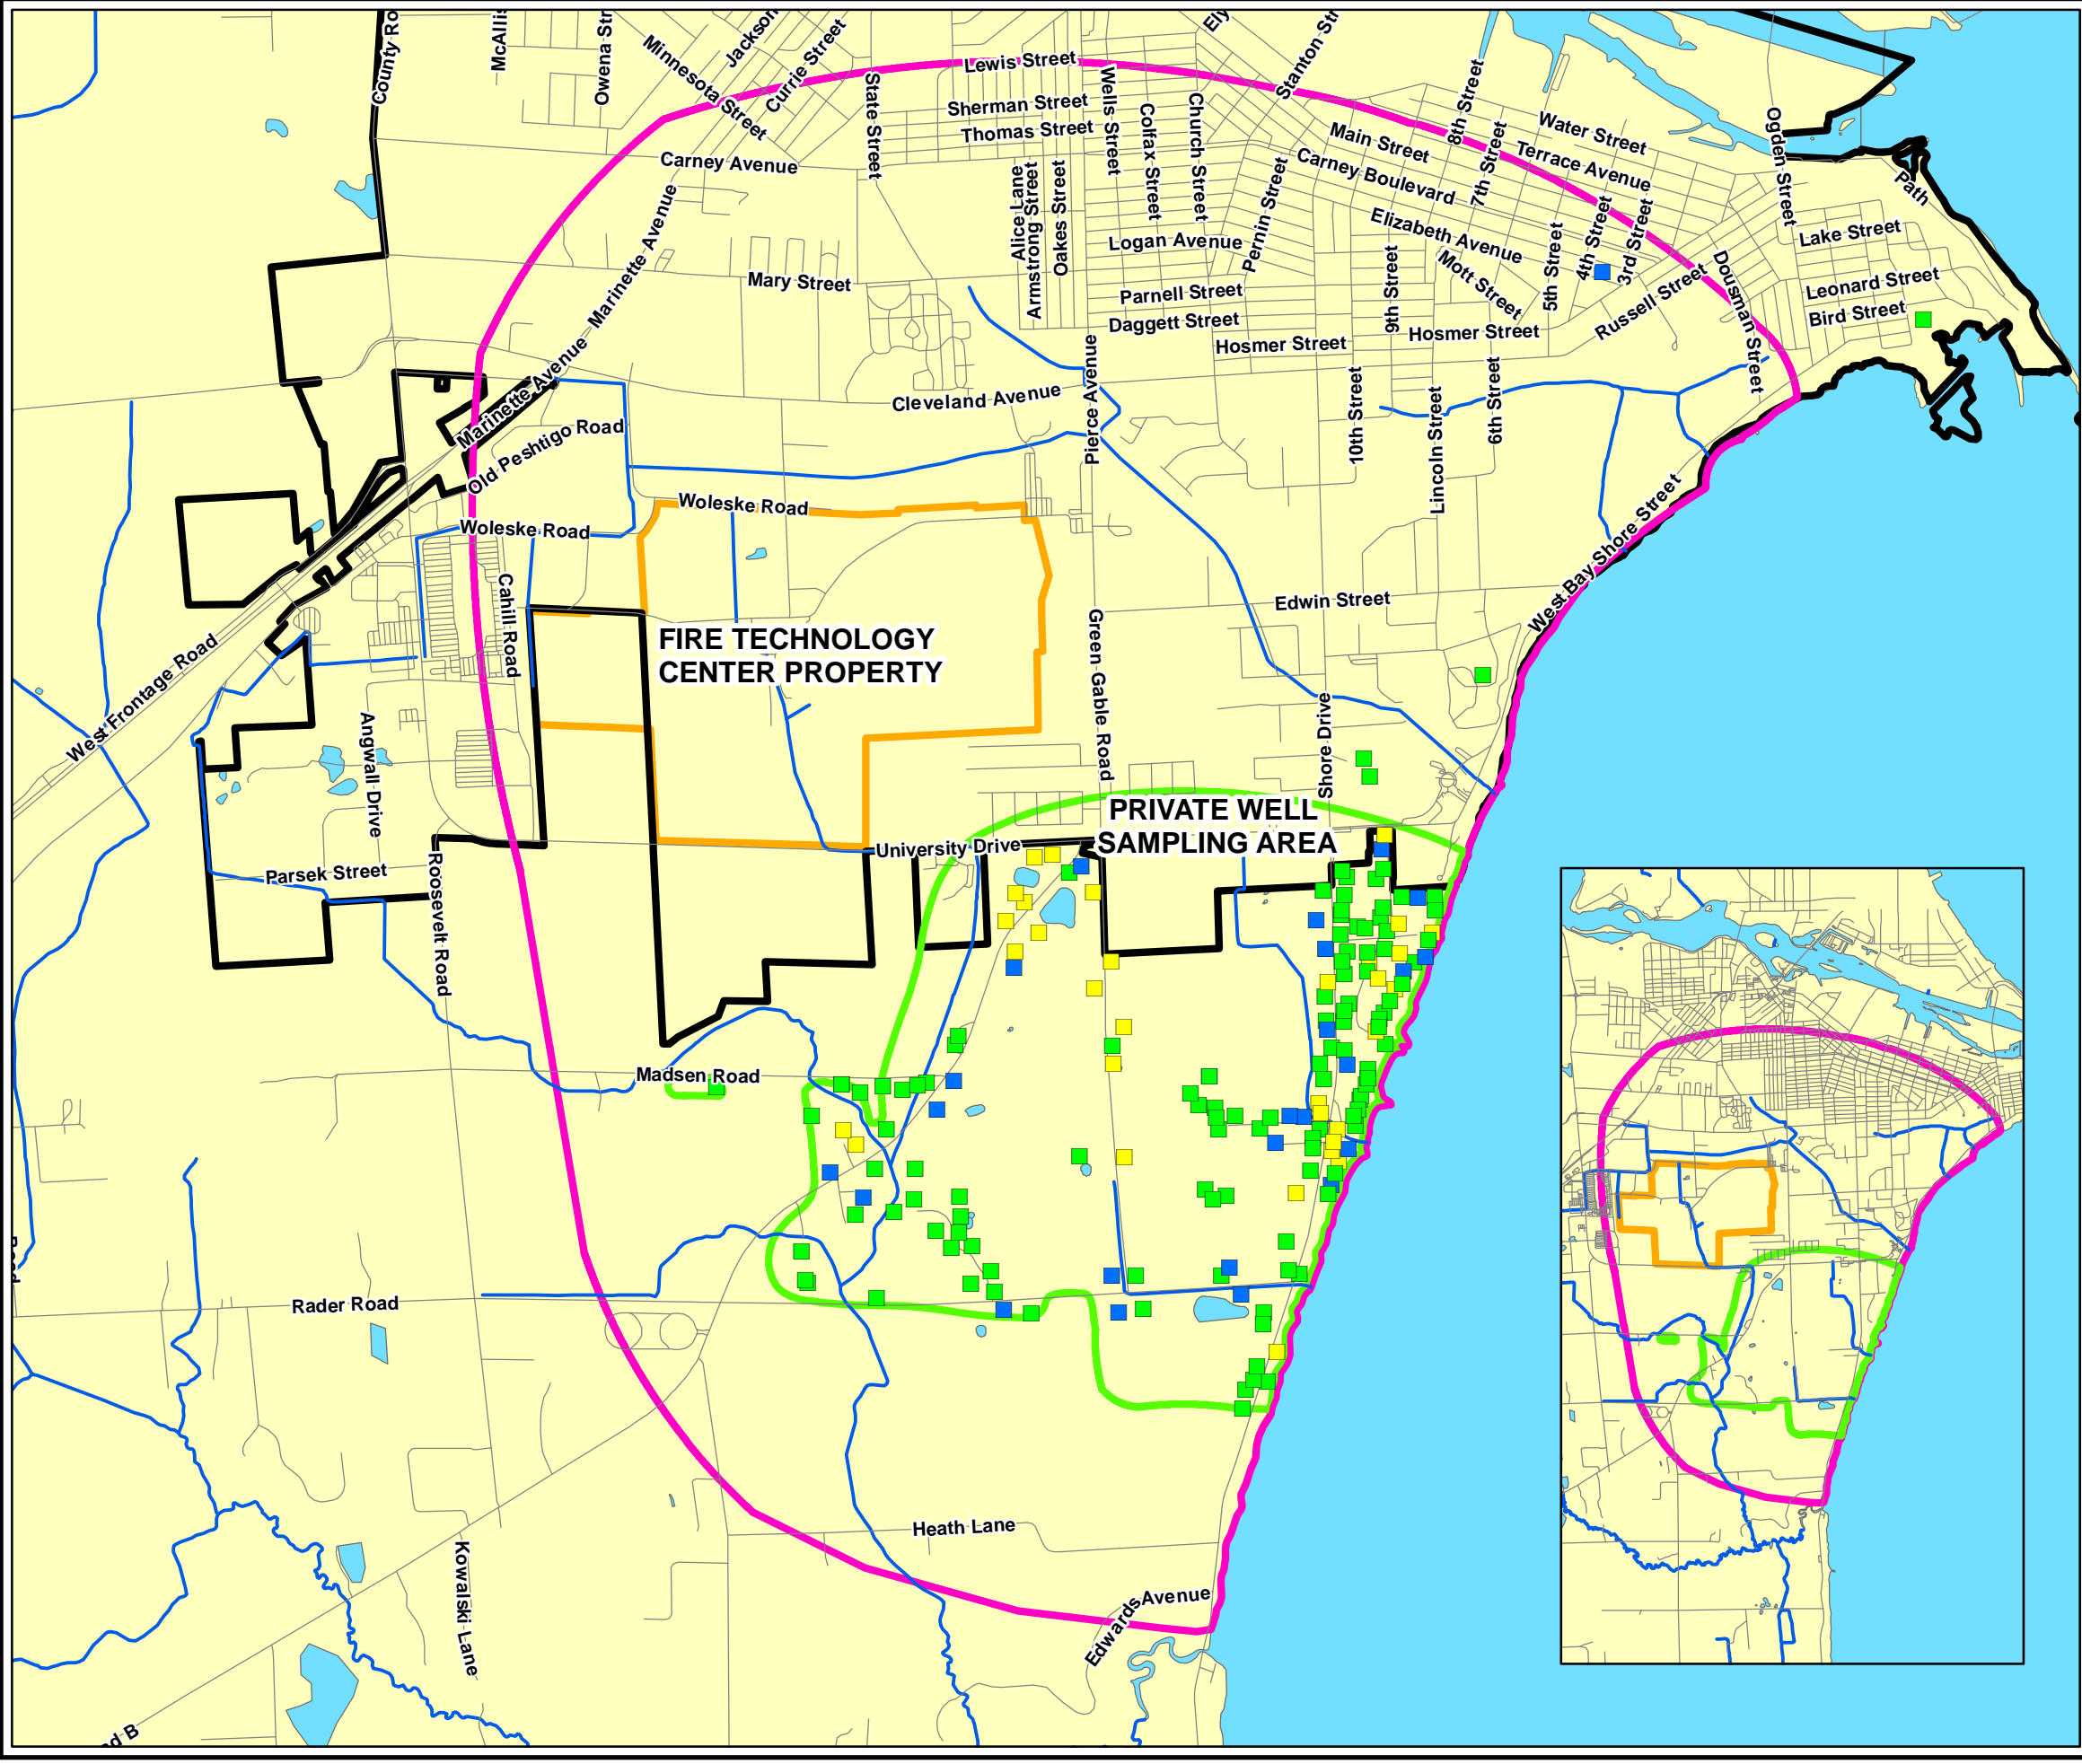 County Ro
McAllis
Owena Str
Minnesota Street
Jackson
Currie Street
State Street
Lewis Street
Sherman Street
Thomas Street
Wells Street
Colfax Street
Church Street
Ely
Stanton Str
8th Street
7th Street
Main Street
Carney Boulevard
Water Street
Terrace Avenue
Ogden Street
Path
Carney Avenue
Marinette Avenue
Alice Lane
Armstrong Street
Oakes Street
Logan Avenue
Pernin Street
Elizabeth Avenue
5th Street
4th Street
3rd Street
Lake Street
Mary Street
Parnell Street
Daggett Street
Hosmer Street
9th Street
Mott Street
Hosmer Street
Russell Street
Dousman Street
Leonard Street
Bird Street
Marinette Avenue
Old Peshtigo Road
Cleveland Avenue
Pierce Avenue
10th Street
Lincoln Street
6th Street
Woleske Road
Woleske Road
West Bay Shore Street
Cahill Road
Edwin Street
Green Gable Road
FIRE TECHNOLOGY
CENTER PROPERTY
West Frontage Road
Angwall Drive
Shore Drive
PRIVATE WELL
SAMPLING AREA
University Drive
Parsek Street
Roosevelt Road
Madsen Road
Rader Road
Heath Lane
Kowalski Lane
Edwards Avenue
ad B